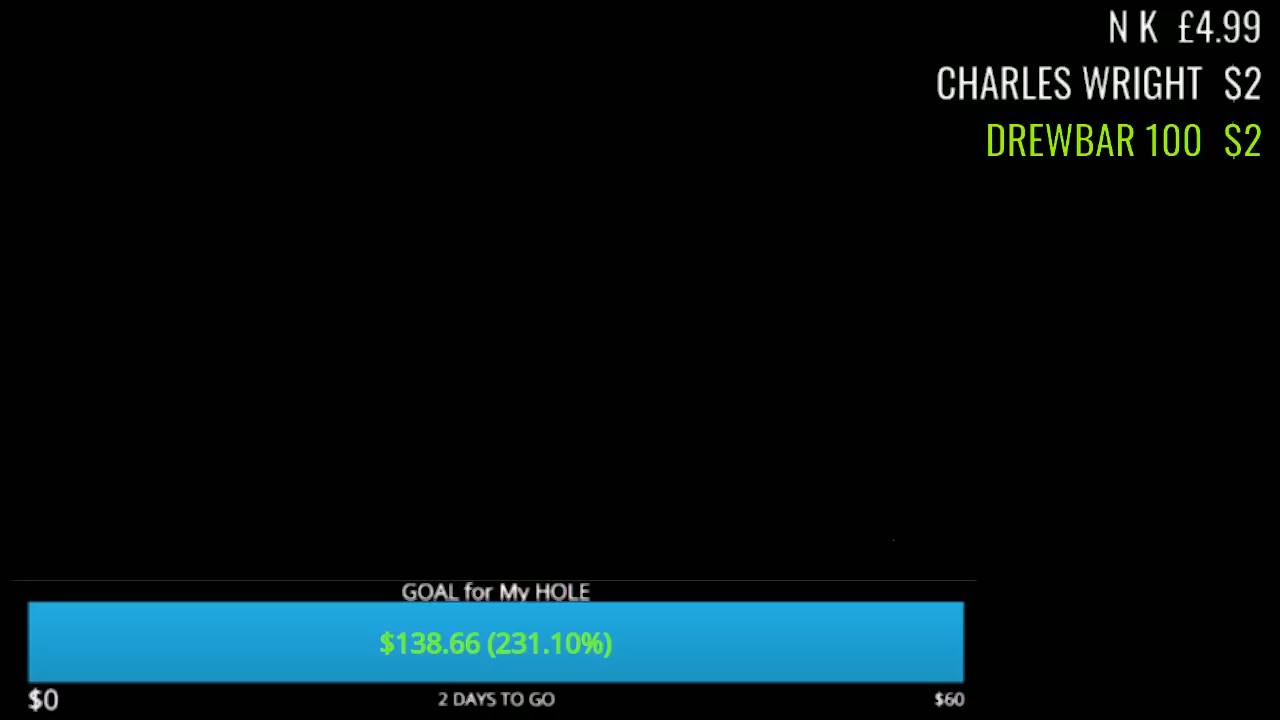 N K £4.99
CHARLES WRIGHT $2
DREWBAR 100 $2
GOAL for My HOLE
$138.66 (231.10%)
$0 2 DAYS TO GO $60